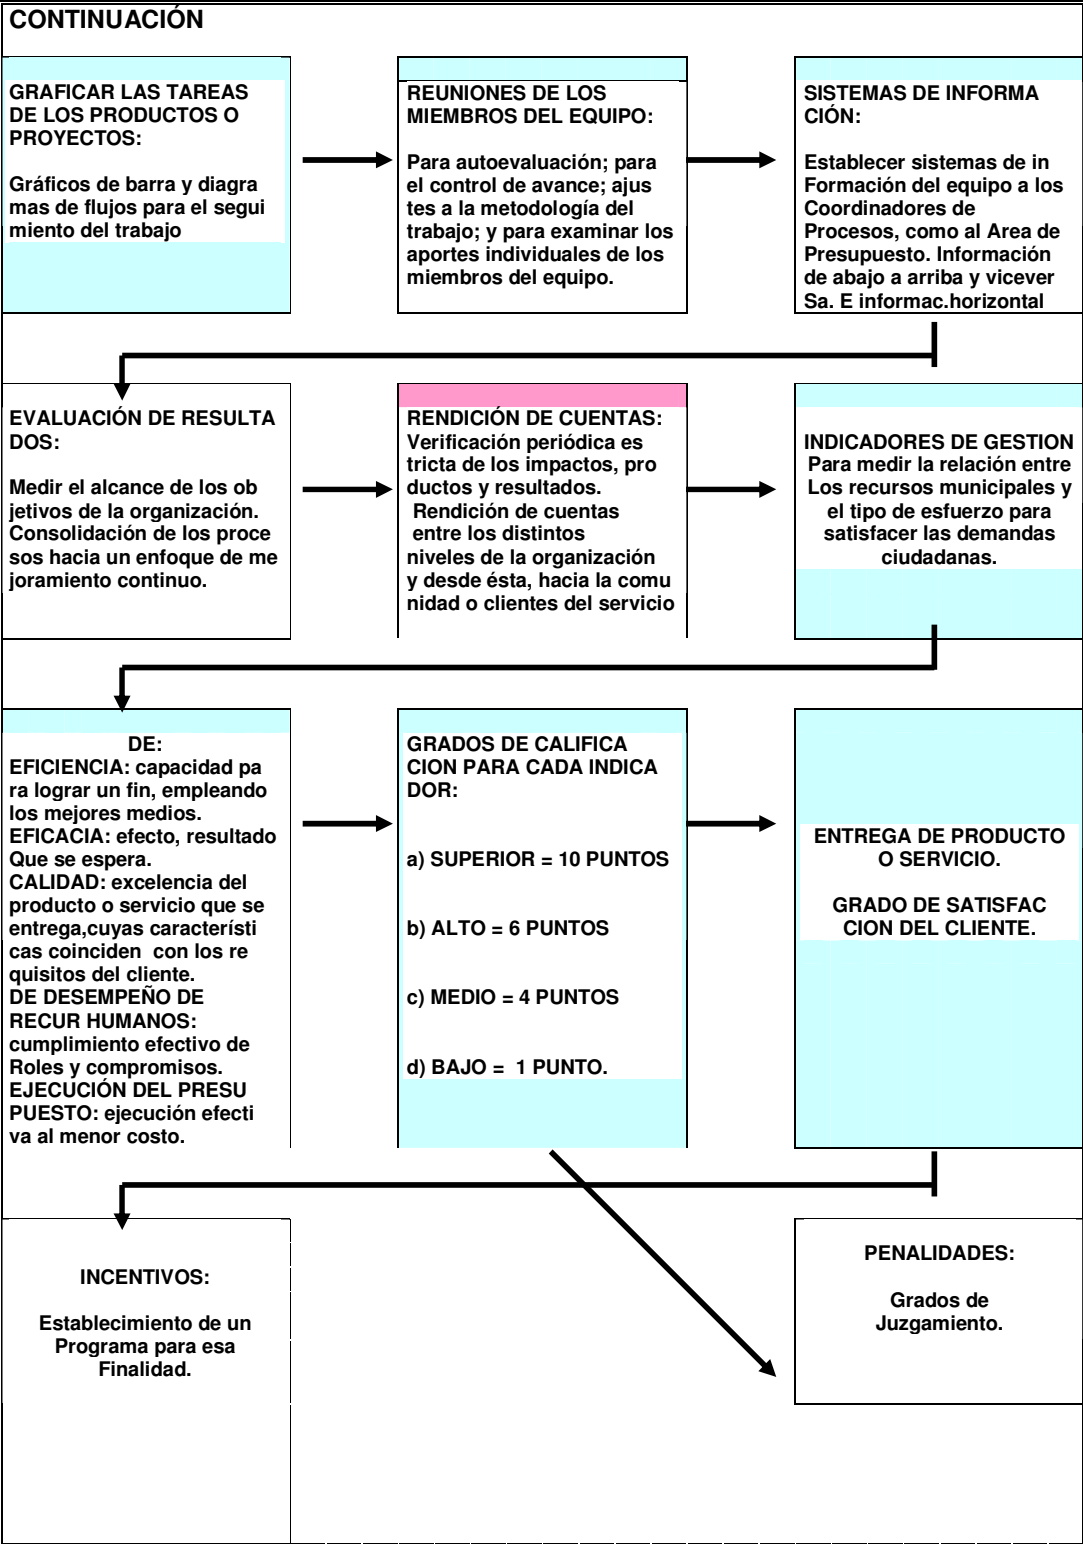 CONTINUACIÓN
GRAFICAR LAS TAREAS
DE LOS PRODUCTOS O
PROYECTOS:
Gráficos de barra y diagra
mas de flujos para el segui
miento del trabajo
REUNIONES DE LOS
MIEMBROS DEL EQUIPO:
Para autoevaluación; para
el control de avance; ajus
tes a la metodología del
trabajo; y para examinar los
aportes individuales de los
miembros del equipo.
SISTEMAS DE INFORMA
CIÓN:
Establecer sistemas de in
Formación del equipo a los
Coordinadores de
Procesos, como al Area de
Presupuesto. Información
de abajo a arriba y vicever
Sa. E informac.horizontal
EVALUACIÓN DE RESULTA
DOS:
Medir el alcance de los ob
jetivos de la organización.
Consolidación de los proce
sos hacia un enfoque de me
joramiento continuo.
RENDICIÓN DE CUENTAS:
Verificación periódica es
tricta de los impactos, pro
ductos y resultados.
Rendición de cuentas
entre los distintos
niveles de la organización
y desde ésta, hacia la comu
nidad o clientes del servicio
INDICADORES DE GESTION
Para medir la relación entre
Los recursos municipales y
el tipo de esfuerzo para
satisfacer las demandas
ciudadanas.
DE:
EFICIENCIA: capacidad pa
ra lograr un fin, empleando
los mejores medios.
EFICACIA: efecto, resultado
Que se espera.
CALIDAD: excelencia del
producto o servicio que se
entrega,cuyas característi
cas coinciden con los re
quisitos del cliente.
DE DESEMPEÑO DE
RECUR HUMANOS:
cumplimiento efectivo de
Roles y compromisos.
EJECUCIÓN DEL PRESU
PUESTO: ejecución efecti
va al menor costo.
GRADOS DE CALIFICA
CION PARA CADA INDICA
DOR:
a) SUPERIOR = 10 PUNTOS
b) ALTO = 6 PUNTOS
c) MEDIO = 4 PUNTOS
d) BAJO = 1 PUNTO.
ENTREGA DE PRODUCTO
O SERVICIO.
GRADO DE SATISFAC
CION DEL CLIENTE.
INCENTIVOS:
Establecimiento de un
Programa para esa
Finalidad.
PENALIDADES:
Grados de
Juzgamiento.